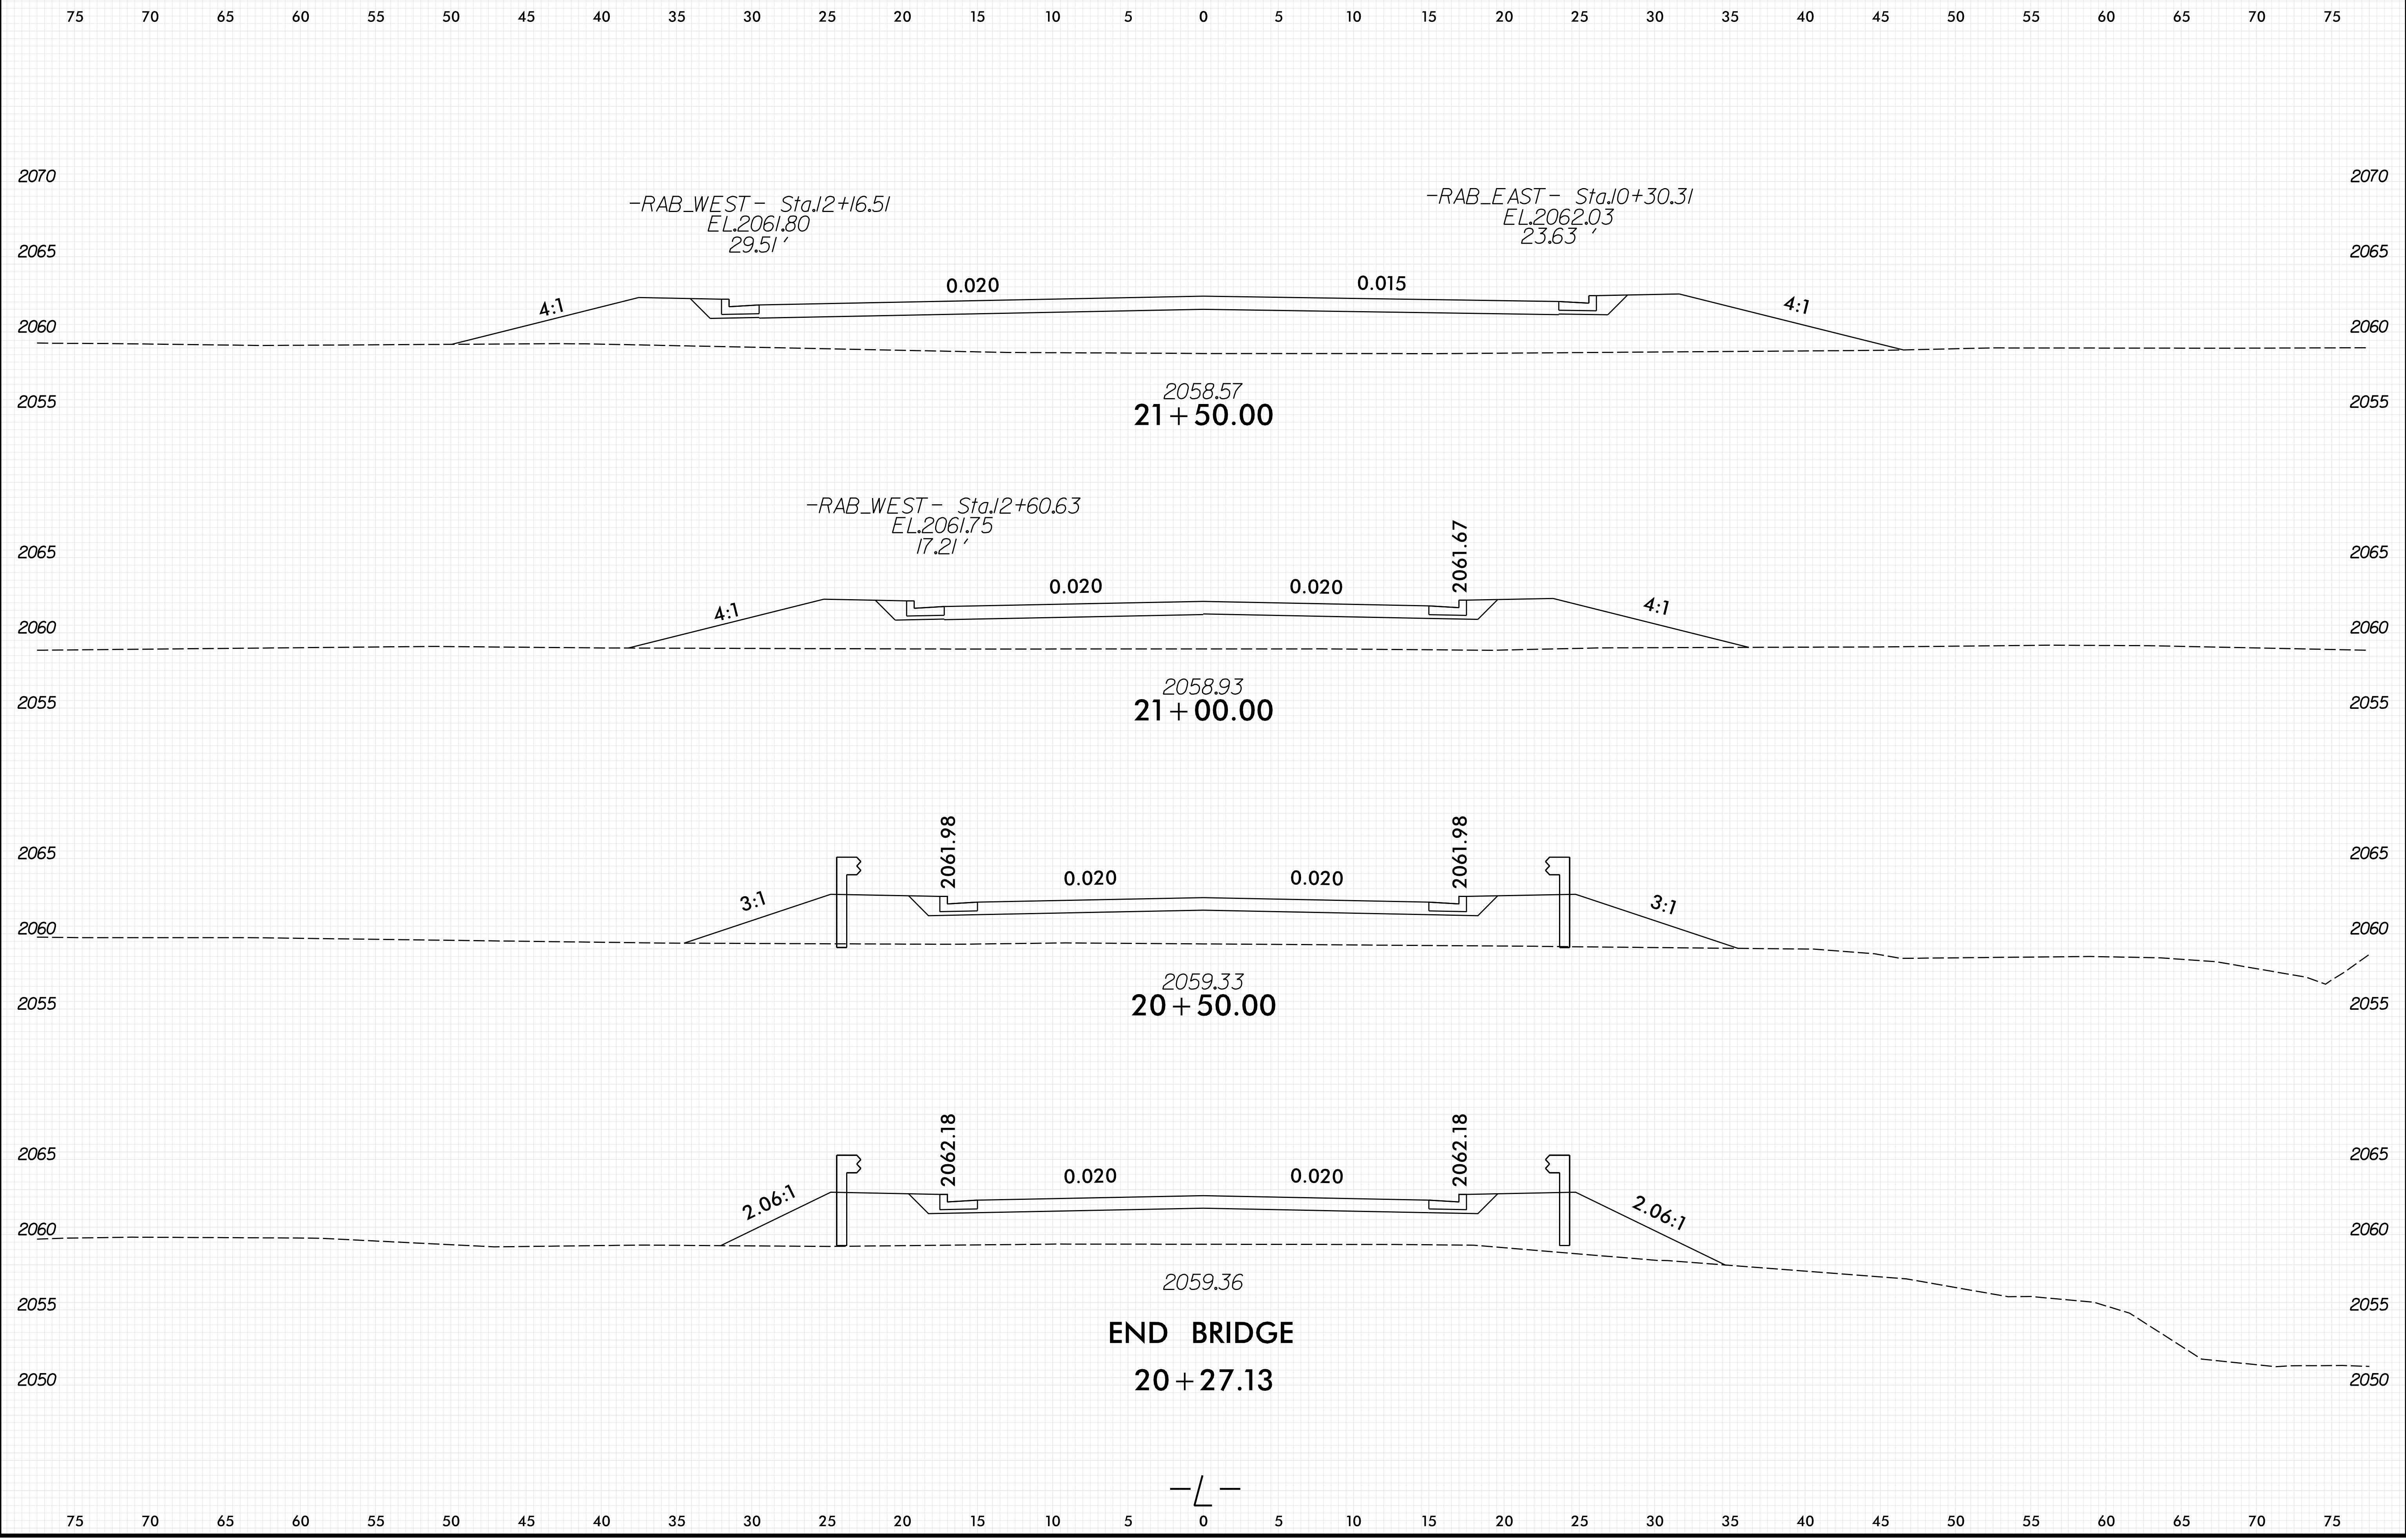 75 70 65 60 55 50 45 40 35 30 25 20 15 10 5 0 5 10 15 20 25 30 35 40 45 50 55 60 65 70 75
2070 2070
-RAB_WEST- Sta.12+16.51
EL.2061.80
29.51'
-RAB_EAST- Sta.10+30.31
EL.2062.03
23.63 '
2065 2065
4:1 0.020 0.015 4:1
2060 2060
2058.57
2055 2055
21+50.00
-RAB_WEST- Sta.12+60.63
EL.2061.75
17.21'
2061.67
2065 2065
4:1 0.020 0.020 4:1
2060 2060
2058.93
2055 2055
21+00.00
2061.98 2061.98
2065 2065
3:1 0.020 0.020 3:1
2060 2060
2059.33
2055 2055
20+50.00
2062.18 2062.18
2065 2065
2.06:1 0.020 0.020 2.06:1
2060 2060
2059.36
2055 2055
END BRIDGE
20+27.13
2050 2050
-L-
75 70 65 60 55 50 45 40 35 30 25 20 15 10 5 0 5 10 15 20 25 30 35 40 45 50 55 60 65 70 75